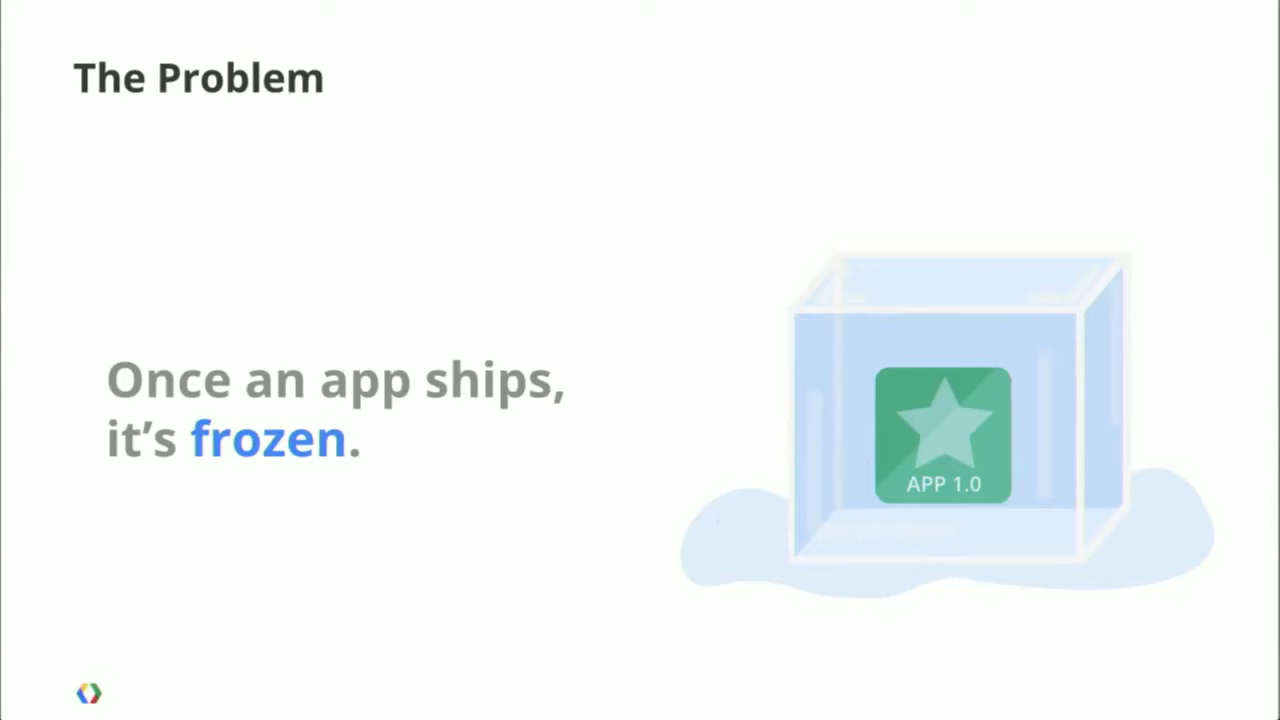 The Problem
Once an app ships,
it’s frozen.
APP 1.0